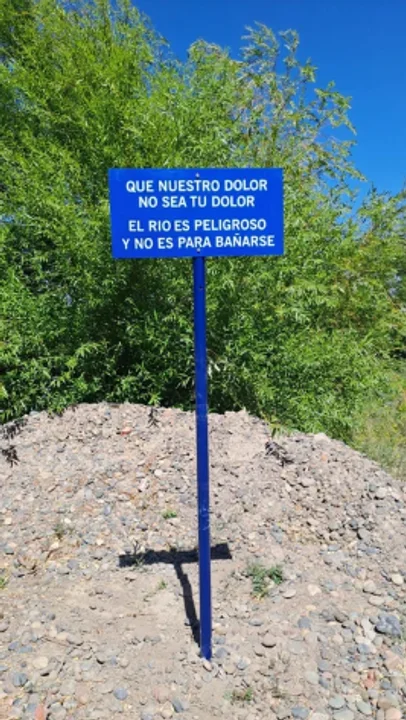 QUE NUESTRO DOLOR
NO SEA TU DOLOR
EL RIO ES PELIGROSO
Y NO ES PARA BAÑARSE